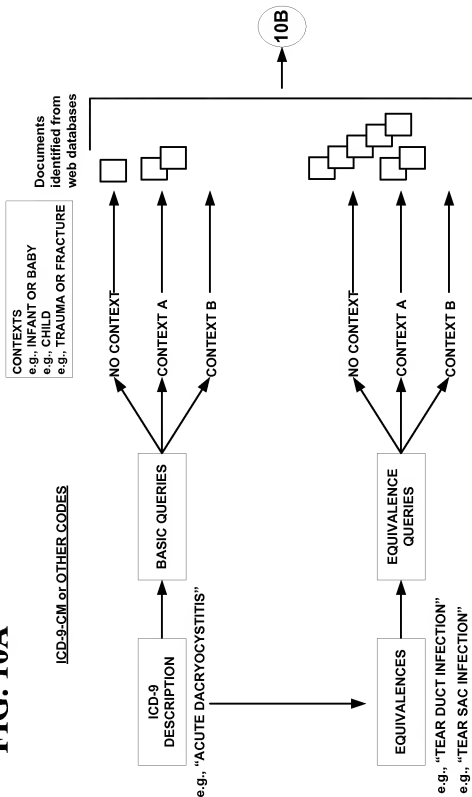 FIG. 10A
ICD-9-CM or OTHER CODES
CONTEXTS
e.g., INFANT OR BABY
e.g., CHILD
e.g., TRAUMA OR FRACTURE
Documents
identified from
web databases
ICD-9
DESCRIPTION
e.g., “ACUTE DACRYOCYSTITIS”
BASIC QUERIES
NO CONTEXT
CONTEXT A
CONTEXT B
10B
EQUIVALENCES
e.g., “TEAR DUCT INFECTION”
e.g., “TEAR SAC INFECTION”
EQUIVALENCE
QUERIES
NO CONTEXT
CONTEXT A
CONTEXT B